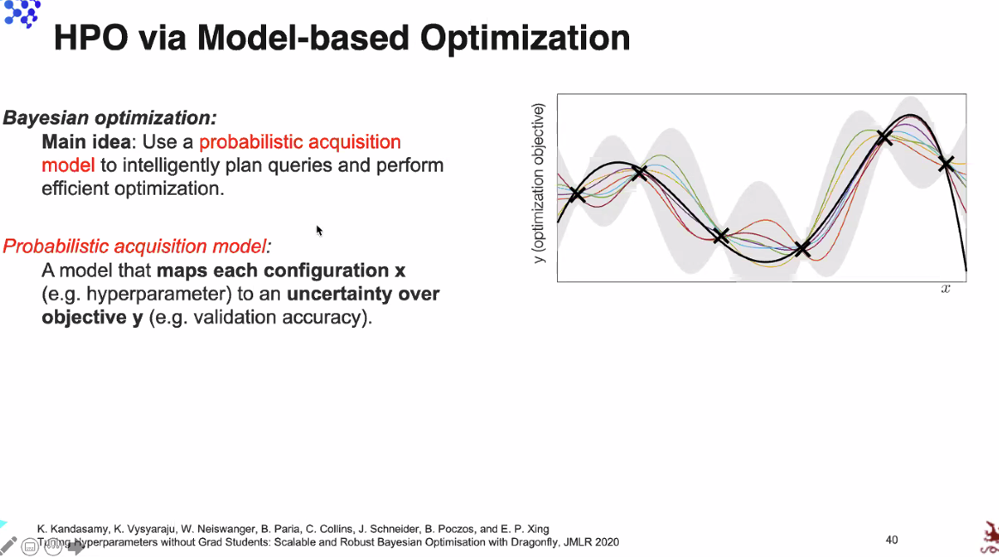 HPO via Model-based Optimization
Bayesian optimization:
Main idea: Use a probabilistic acquisition
model to intelligently plan queries and perform
efficient optimization.
Probabilistic acquisition model:
A model that maps each configuration x
(e.g. hyperparameter) to an uncertainty over
objective y (e.g. validation accuracy).
y (optimization objective)
x
K. Kandasamy, K. Vysyaraju, W. Neiswanger, B. Paria, C. Collins, J. Schneider, B. Poczos, and E. P. Xing
Tuning Hyperparameters without Grad Students: Scalable and Robust Bayesian Optimisation with Dragonfly, JMLR 2020
40